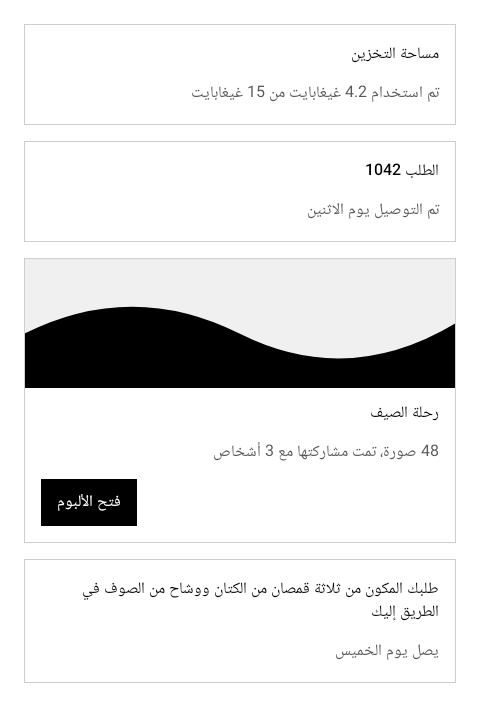 مساحة التخزين
تم استخدام 4.2 غيغابايت من 15 غيغابايت
الطلب 1042
تم التوصيل يوم الاثنين
رحلة الصيف
48 صورة، تمت مشاركتها مع 3 أشخاص
فتح الألبوم
طلبك المكون من ثلاثة قمصان من الكتان ووشاح من الصوف في
الطريق إليك
يصل يوم الخميس